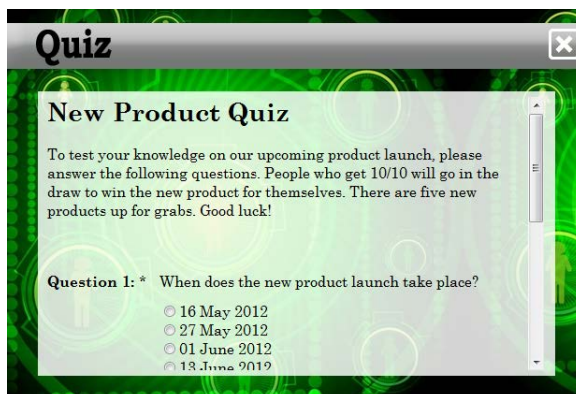 Quiz
New Product Quiz
To test your knowledge on our upcoming product launch, please
answer the following questions. People who get 10/10 will go in the
draw to win the new product for themselves. There are five new
products up for grabs. Good luck!
Question 1: * When does the new product launch take place?
16 May 2012
27 May 2012
01 June 2012
13 June 2012